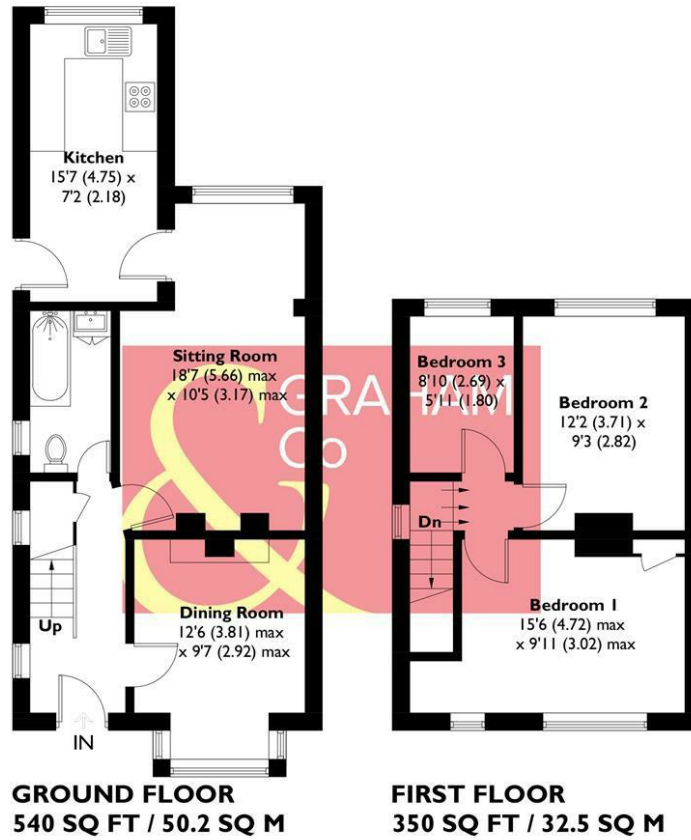 Kitchen
15'7 (4.75) x
7'2 (2.18)
Sitting Room
18'7 (5.66) max
x 10'5 (3.17) max
Dining Room
12'6 (3.81) max
x 9'7 (2.92) max
Up
IN
GROUND FLOOR
540 SQ FT / 50.2 SQ M
Bedroom 3
8'10 (2.69) x
5'11 (1.80)
Bedroom 2
12'2 (3.71) x
9'3 (2.82)
Dn
Bedroom 1
15'6 (4.72) max
x 9'11 (3.02) max
FIRST FLOOR
350 SQ FT / 32.5 SQ M
GRAHAM
&
Co